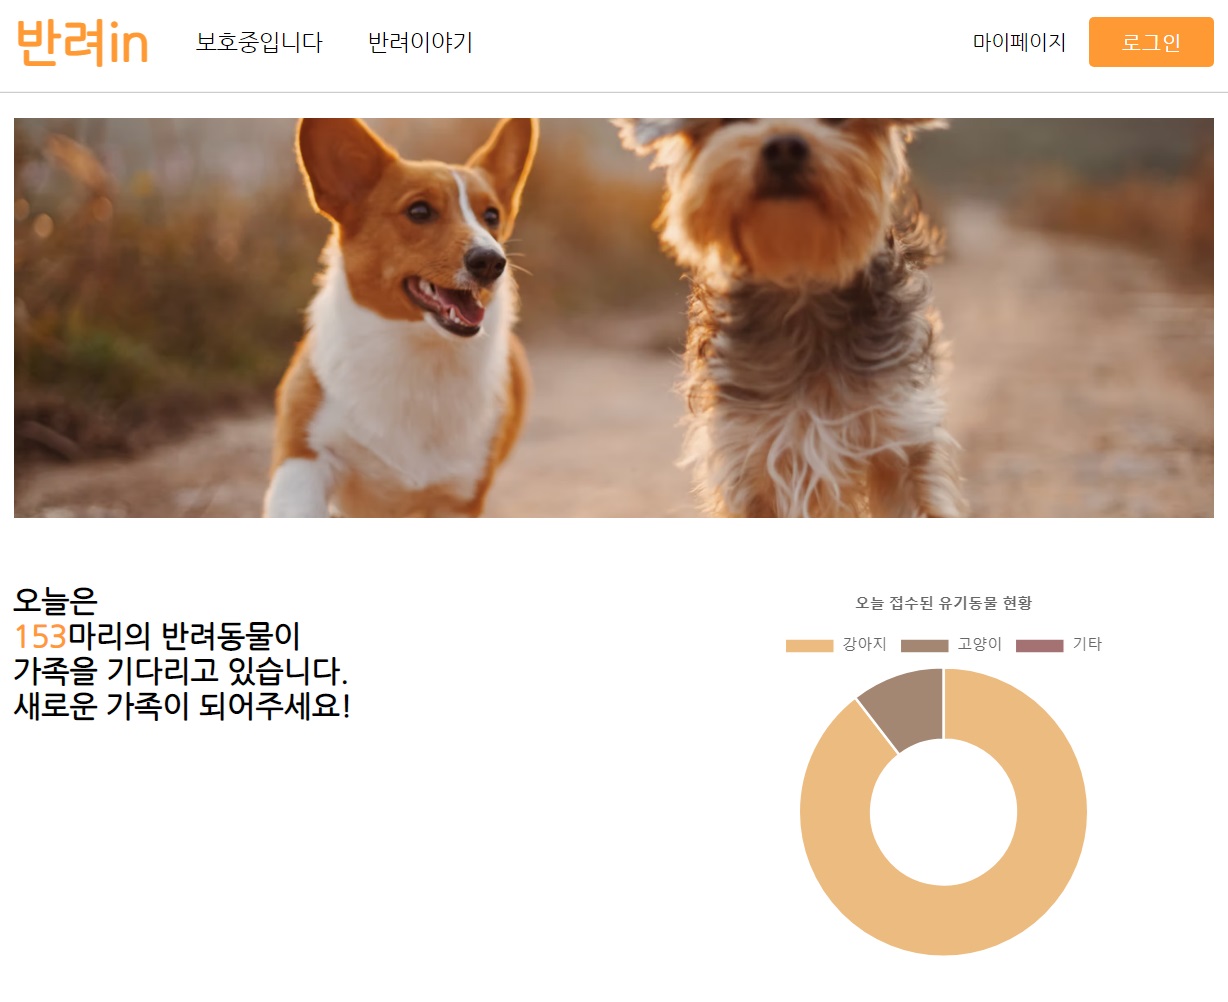 반려in 보호중입니다 반려이야기 마이페이지 로그인
오늘은
153마리의 반려동물이
가족을 기다리고 있습니다.
새로운 가족이 되어주세요!
오늘 접수된 유기동물 현황
강아지 고양이 기타